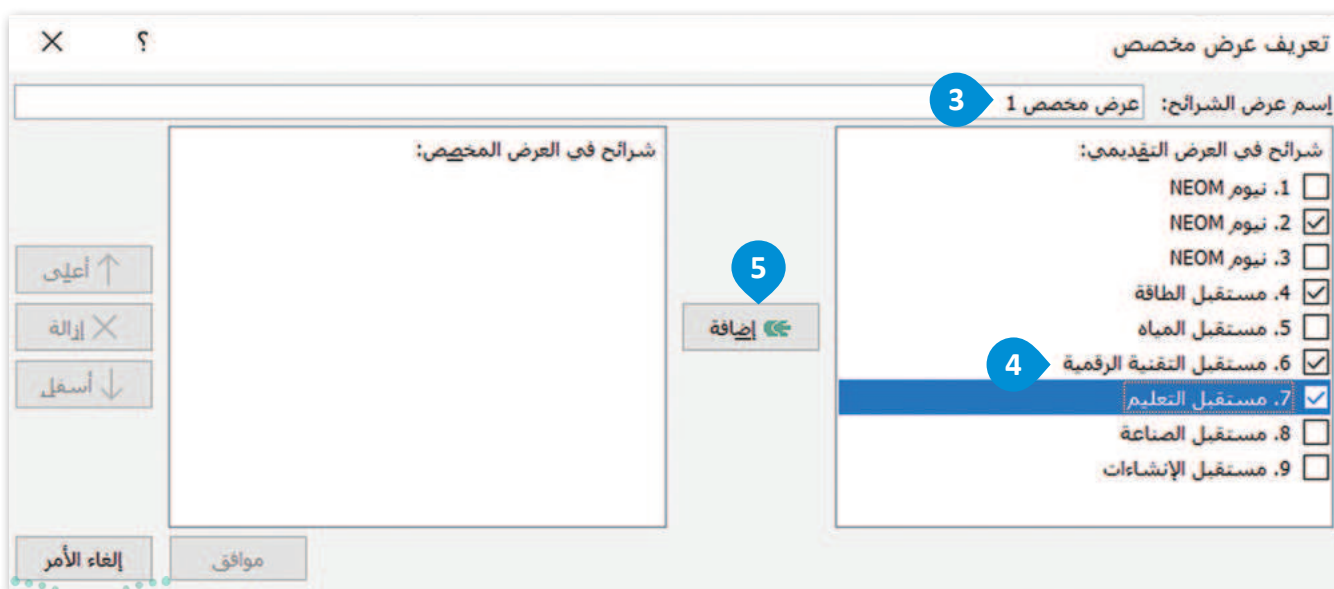 تعريف عرض مخصص
؟
إسم عرض الشرائح: عرض مخصص 1
3
شرائح في العرض التقديمي:
1. نيوم NEOM
2. نيوم NEOM
3. نيوم NEOM
4. مستقبل الطاقة
5. مستقبل المياه
6. مستقبل التقنية الرقمية
4
7. مستقبل التعليم
8. مستقبل الصناعة
9. مستقبل الإنشاءات
5
إضافة
شرائح في العرض المخصص:
أعلى
إزالة
أسفل
موافق
إلغاء الأمر